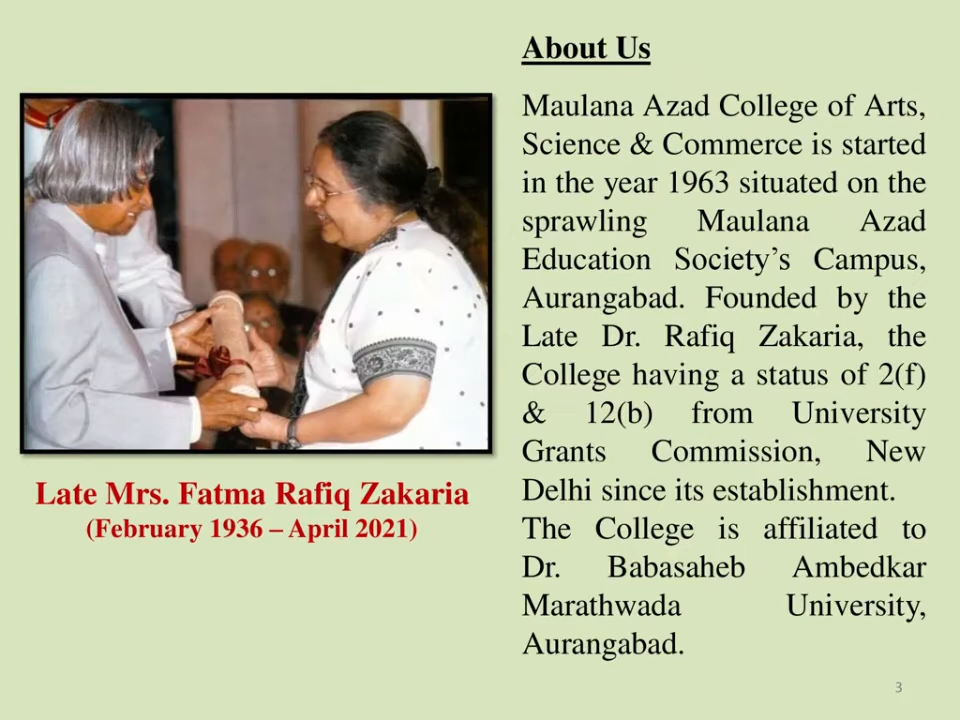 About Us
Maulana Azad College of Arts,
Science & Commerce is started
in the year 1963 situated on the
sprawling Maulana Azad
Education Society’s Campus,
Aurangabad. Founded by the
Late Dr. Rafiq Zakaria, the
College having a status of 2(f)
& 12(b) from University
Grants Commission, New
Delhi since its establishment.
The College is affiliated to
Dr. Babasaheb Ambedkar
Marathwada University,
Aurangabad.
Late Mrs. Fatma Rafiq Zakaria
(February 1936 – April 2021)
3